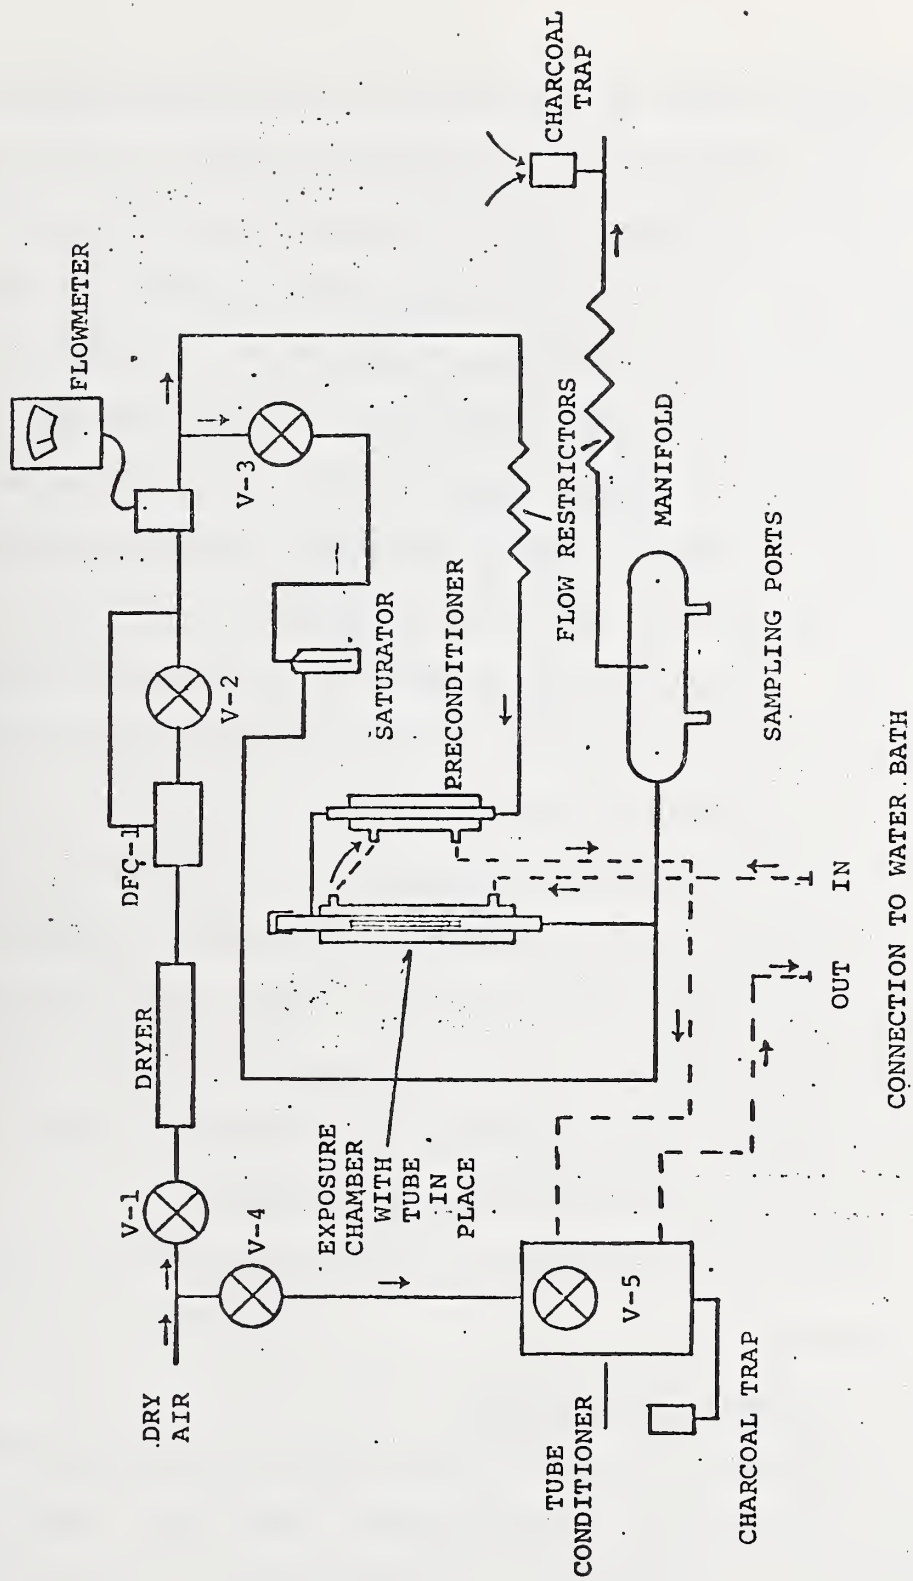 DRY
AIR
V-1
V-4
DRYER
DFC-1
V-2
FLOWMETER
V-3
SATURATOR
PRECONDITIONER
EXPOSURE
CHAMBER
WITH
TUBE
IN
PLACE
FLOW RESTRICTORS
CHARCOAL
TRAP
MANIFOLD
SAMPLING PORTS
TUBE
CONDITIONER
V-5
CHARCOAL TRAP
OUT
IN
CONNECTION TO WATER BATH